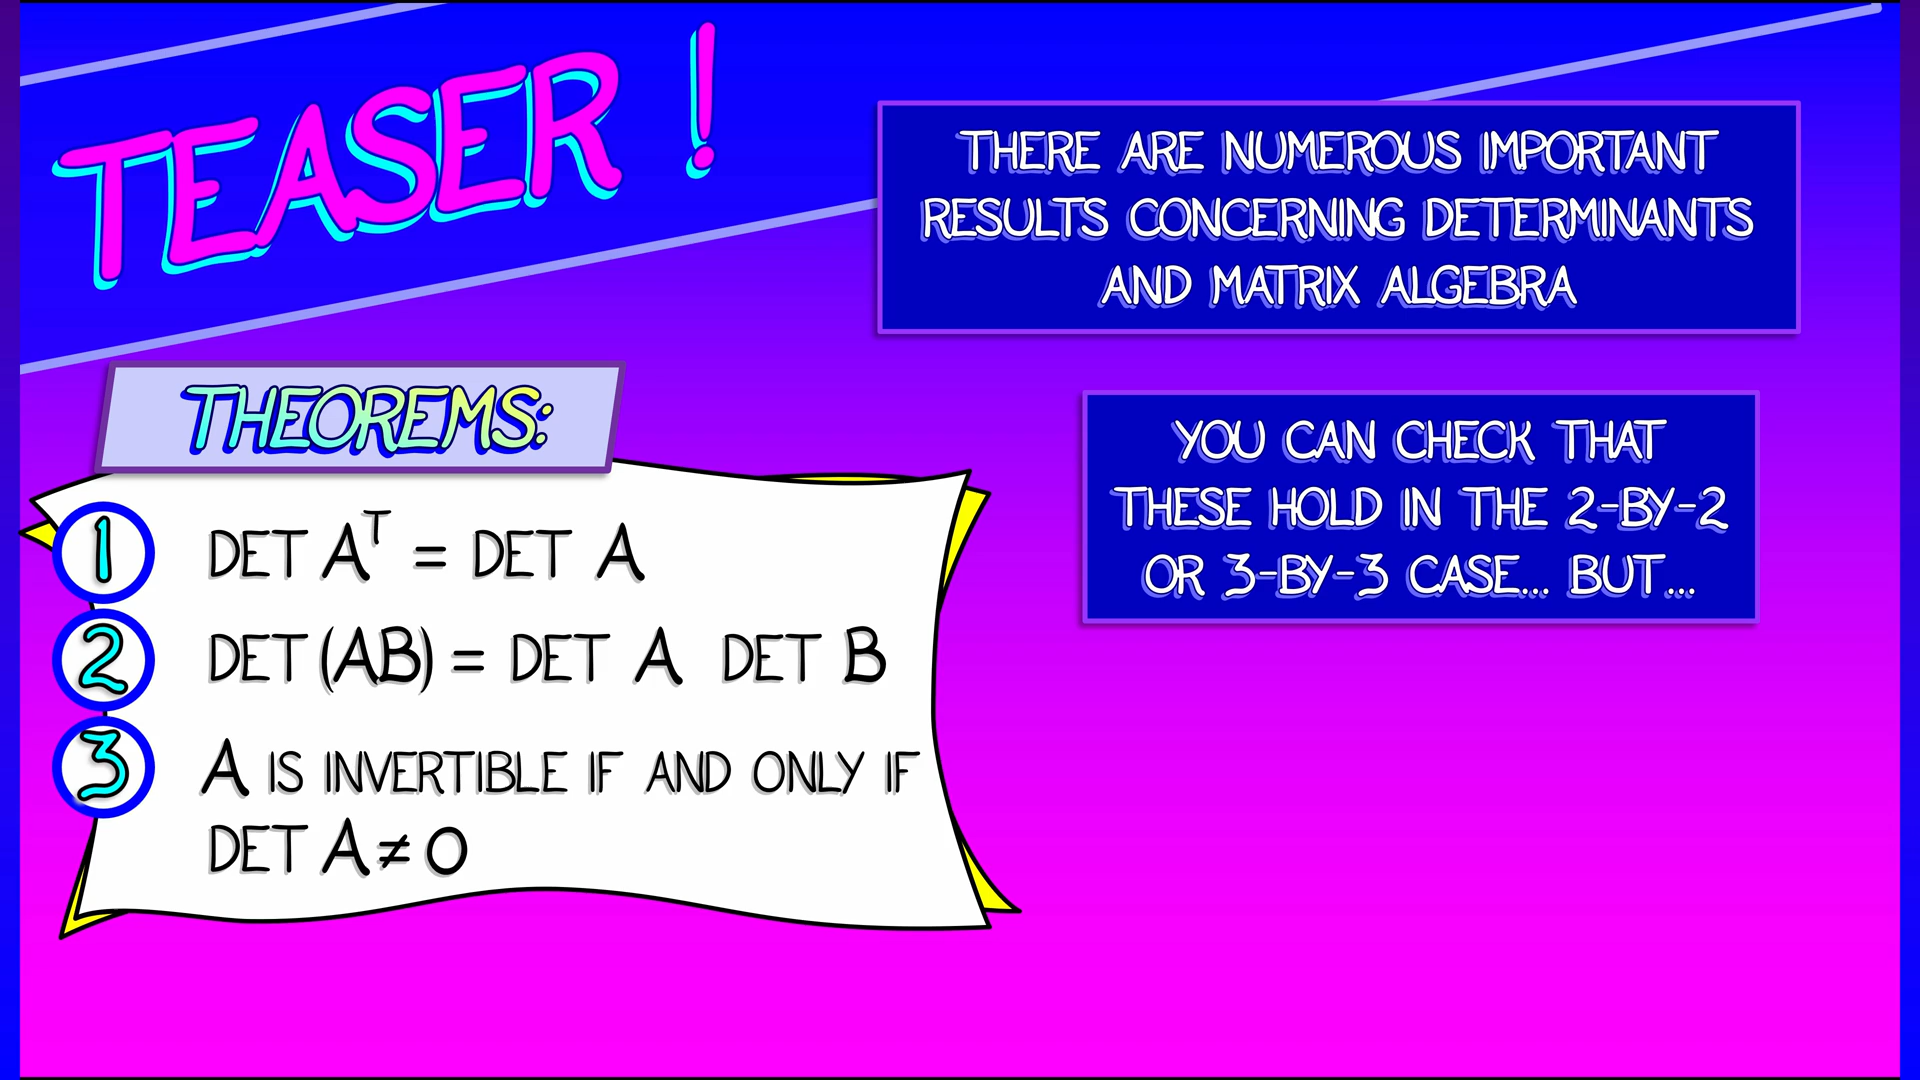 TEASER !
THERE ARE NUMEROUS IMPORTANT
RESULTS CONCERNING DETERMINANTS
AND MATRIX ALGEBRA
THEOREMS:
1 DET Aᵀ = DET A
2 DET (AB) = DET A DET B
3 A IS INVERTIBLE IF AND ONLY IF
DET A ≠ 0
YOU CAN CHECK THAT
THESE HOLD IN THE 2-BY-2
OR 3-BY-3 CASE... BUT...